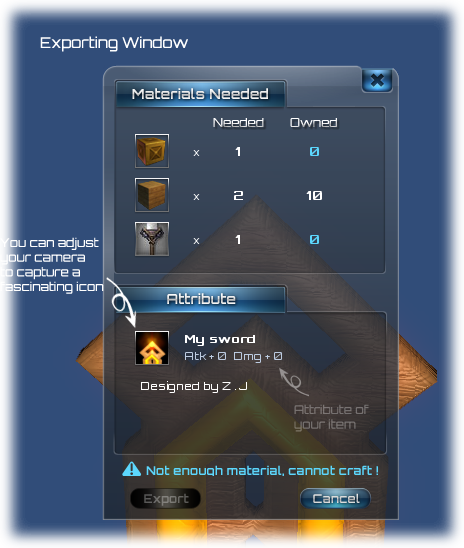 Exporting Window
Materials Needed
Needed Owned
x 1 0
x 2 10
x 1 0
You can adjust
your camera
to capture a
fascinating icon
Attribute
My sword
Atk + 0 Dmg + 0
Designed by Z . J
Attribute of
your item
Not enough material, cannot craft !
Export Cancel